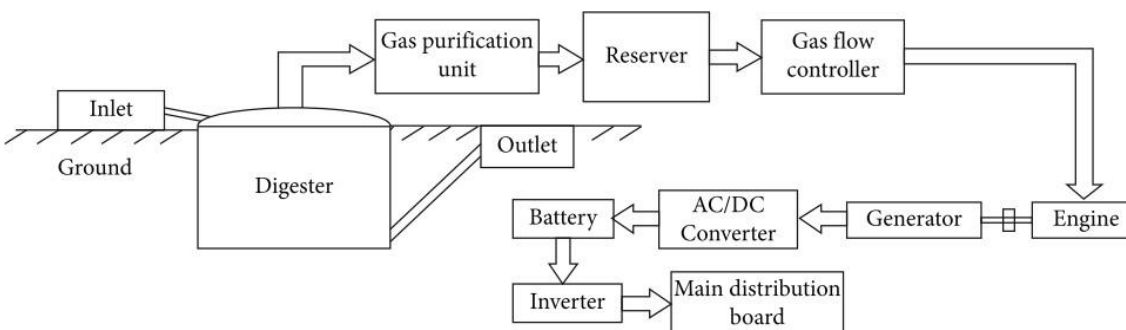 Gas purification
unit
Reserver
Gas flow
controller
Inlet
Ground
Digester
Outlet
Battery
AC/DC
Converter
Generator
Engine
Inverter
Main distribution
board